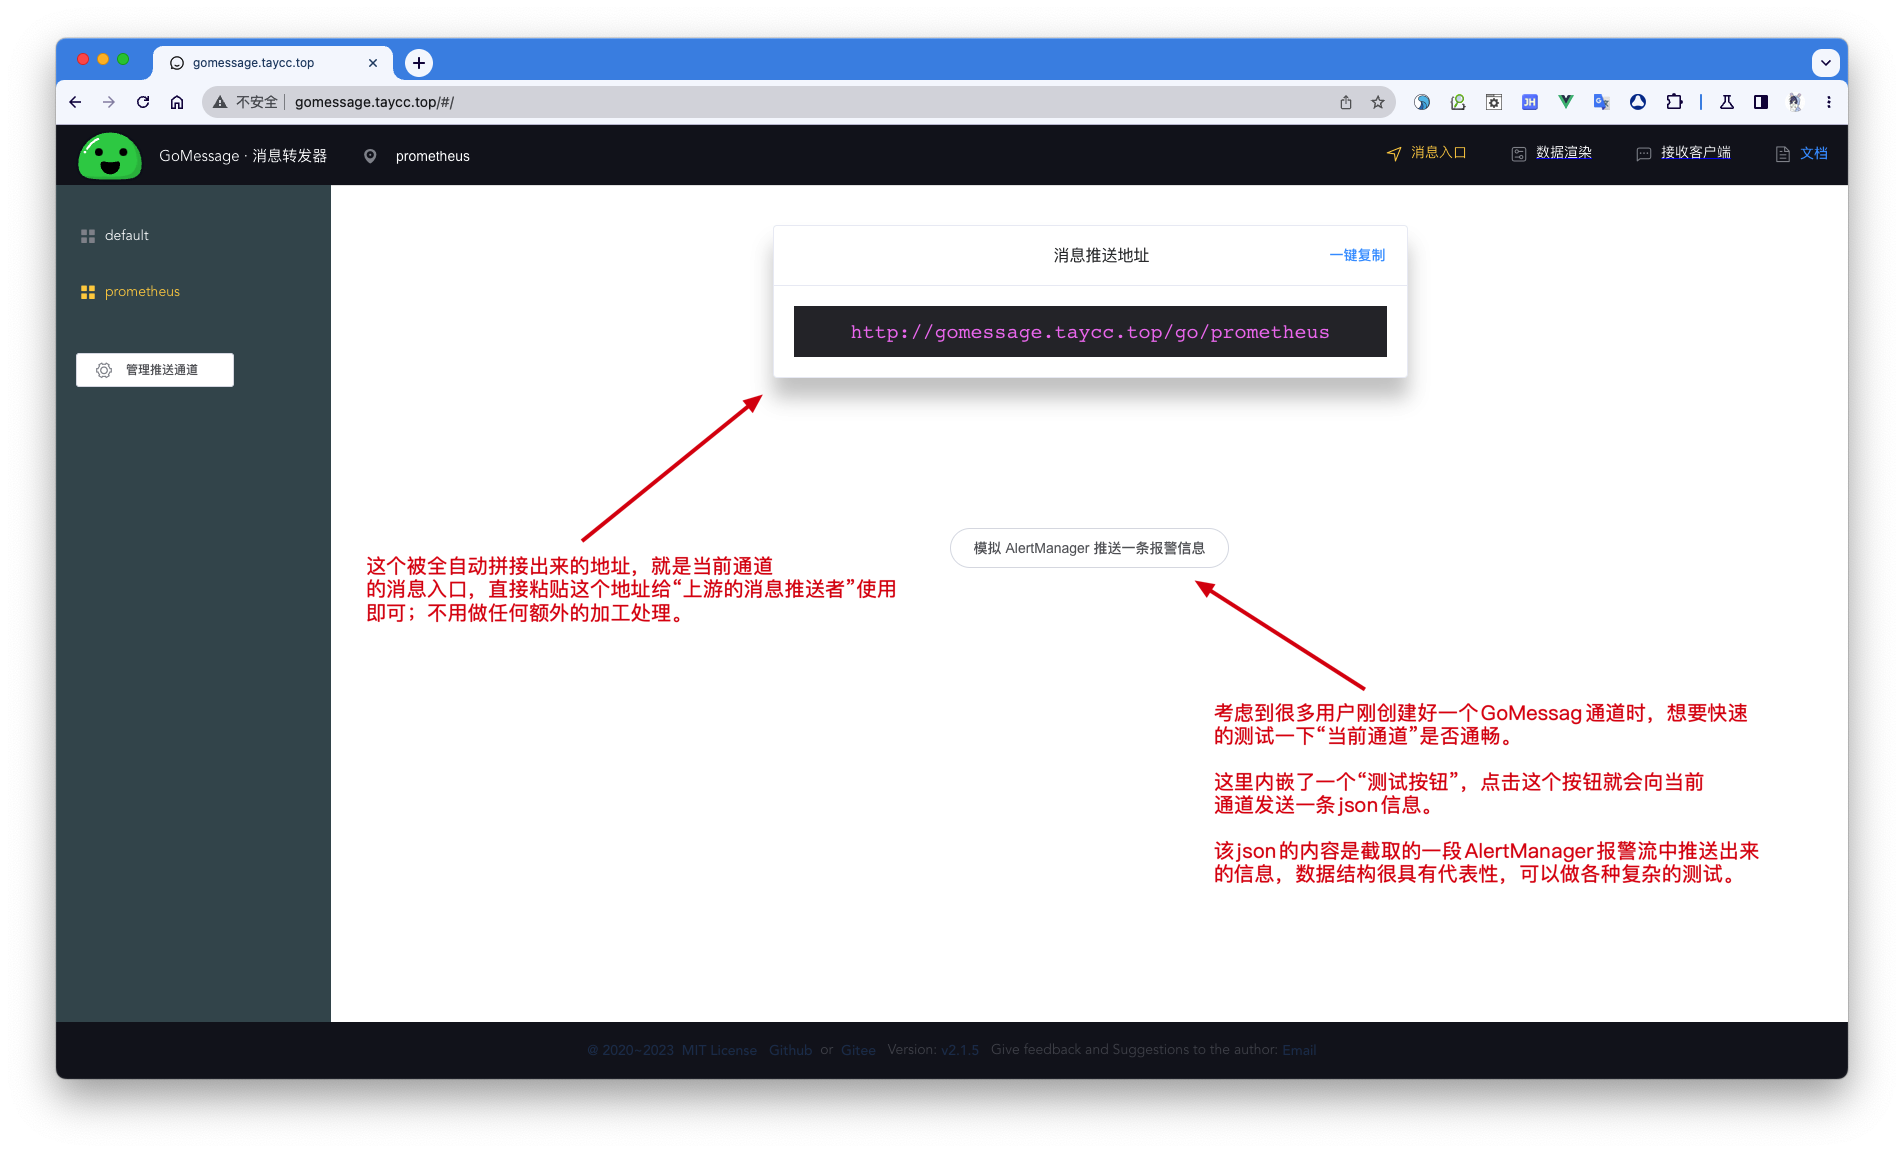 gomessage.taycc.top
不安全 gomessage.taycc.top/#/
JH
GoMessage · 消息转发器
prometheus
消息入口
数据渲染
接收客户端
文档
default
prometheus
管理推送通道
消息推送地址
一键复制
http://gomessage.taycc.top/go/prometheus
模拟 AlertManager 推送一条报警信息
这个被全自动拼接出来的地址，就是当前通道
的消息入口，直接粘贴这个地址给“上游的消息推送者”使用
即可；不用做任何额外的加工处理。
考虑到很多用户刚创建好一个GoMessag通道时，想要快速
的测试一下“当前通道”是否通畅。
这里内嵌了一个“测试按钮”，点击这个按钮就会向当前
通道发送一条json信息。
该json的内容是截取的一段AlertManager报警流中推送出来
的信息，数据结构很具有代表性，可以做各种复杂的测试。
@ 2020~2023 MIT License Github or Gitee Version: v2.1.5 Give feedback and Suggestions to the author: Email